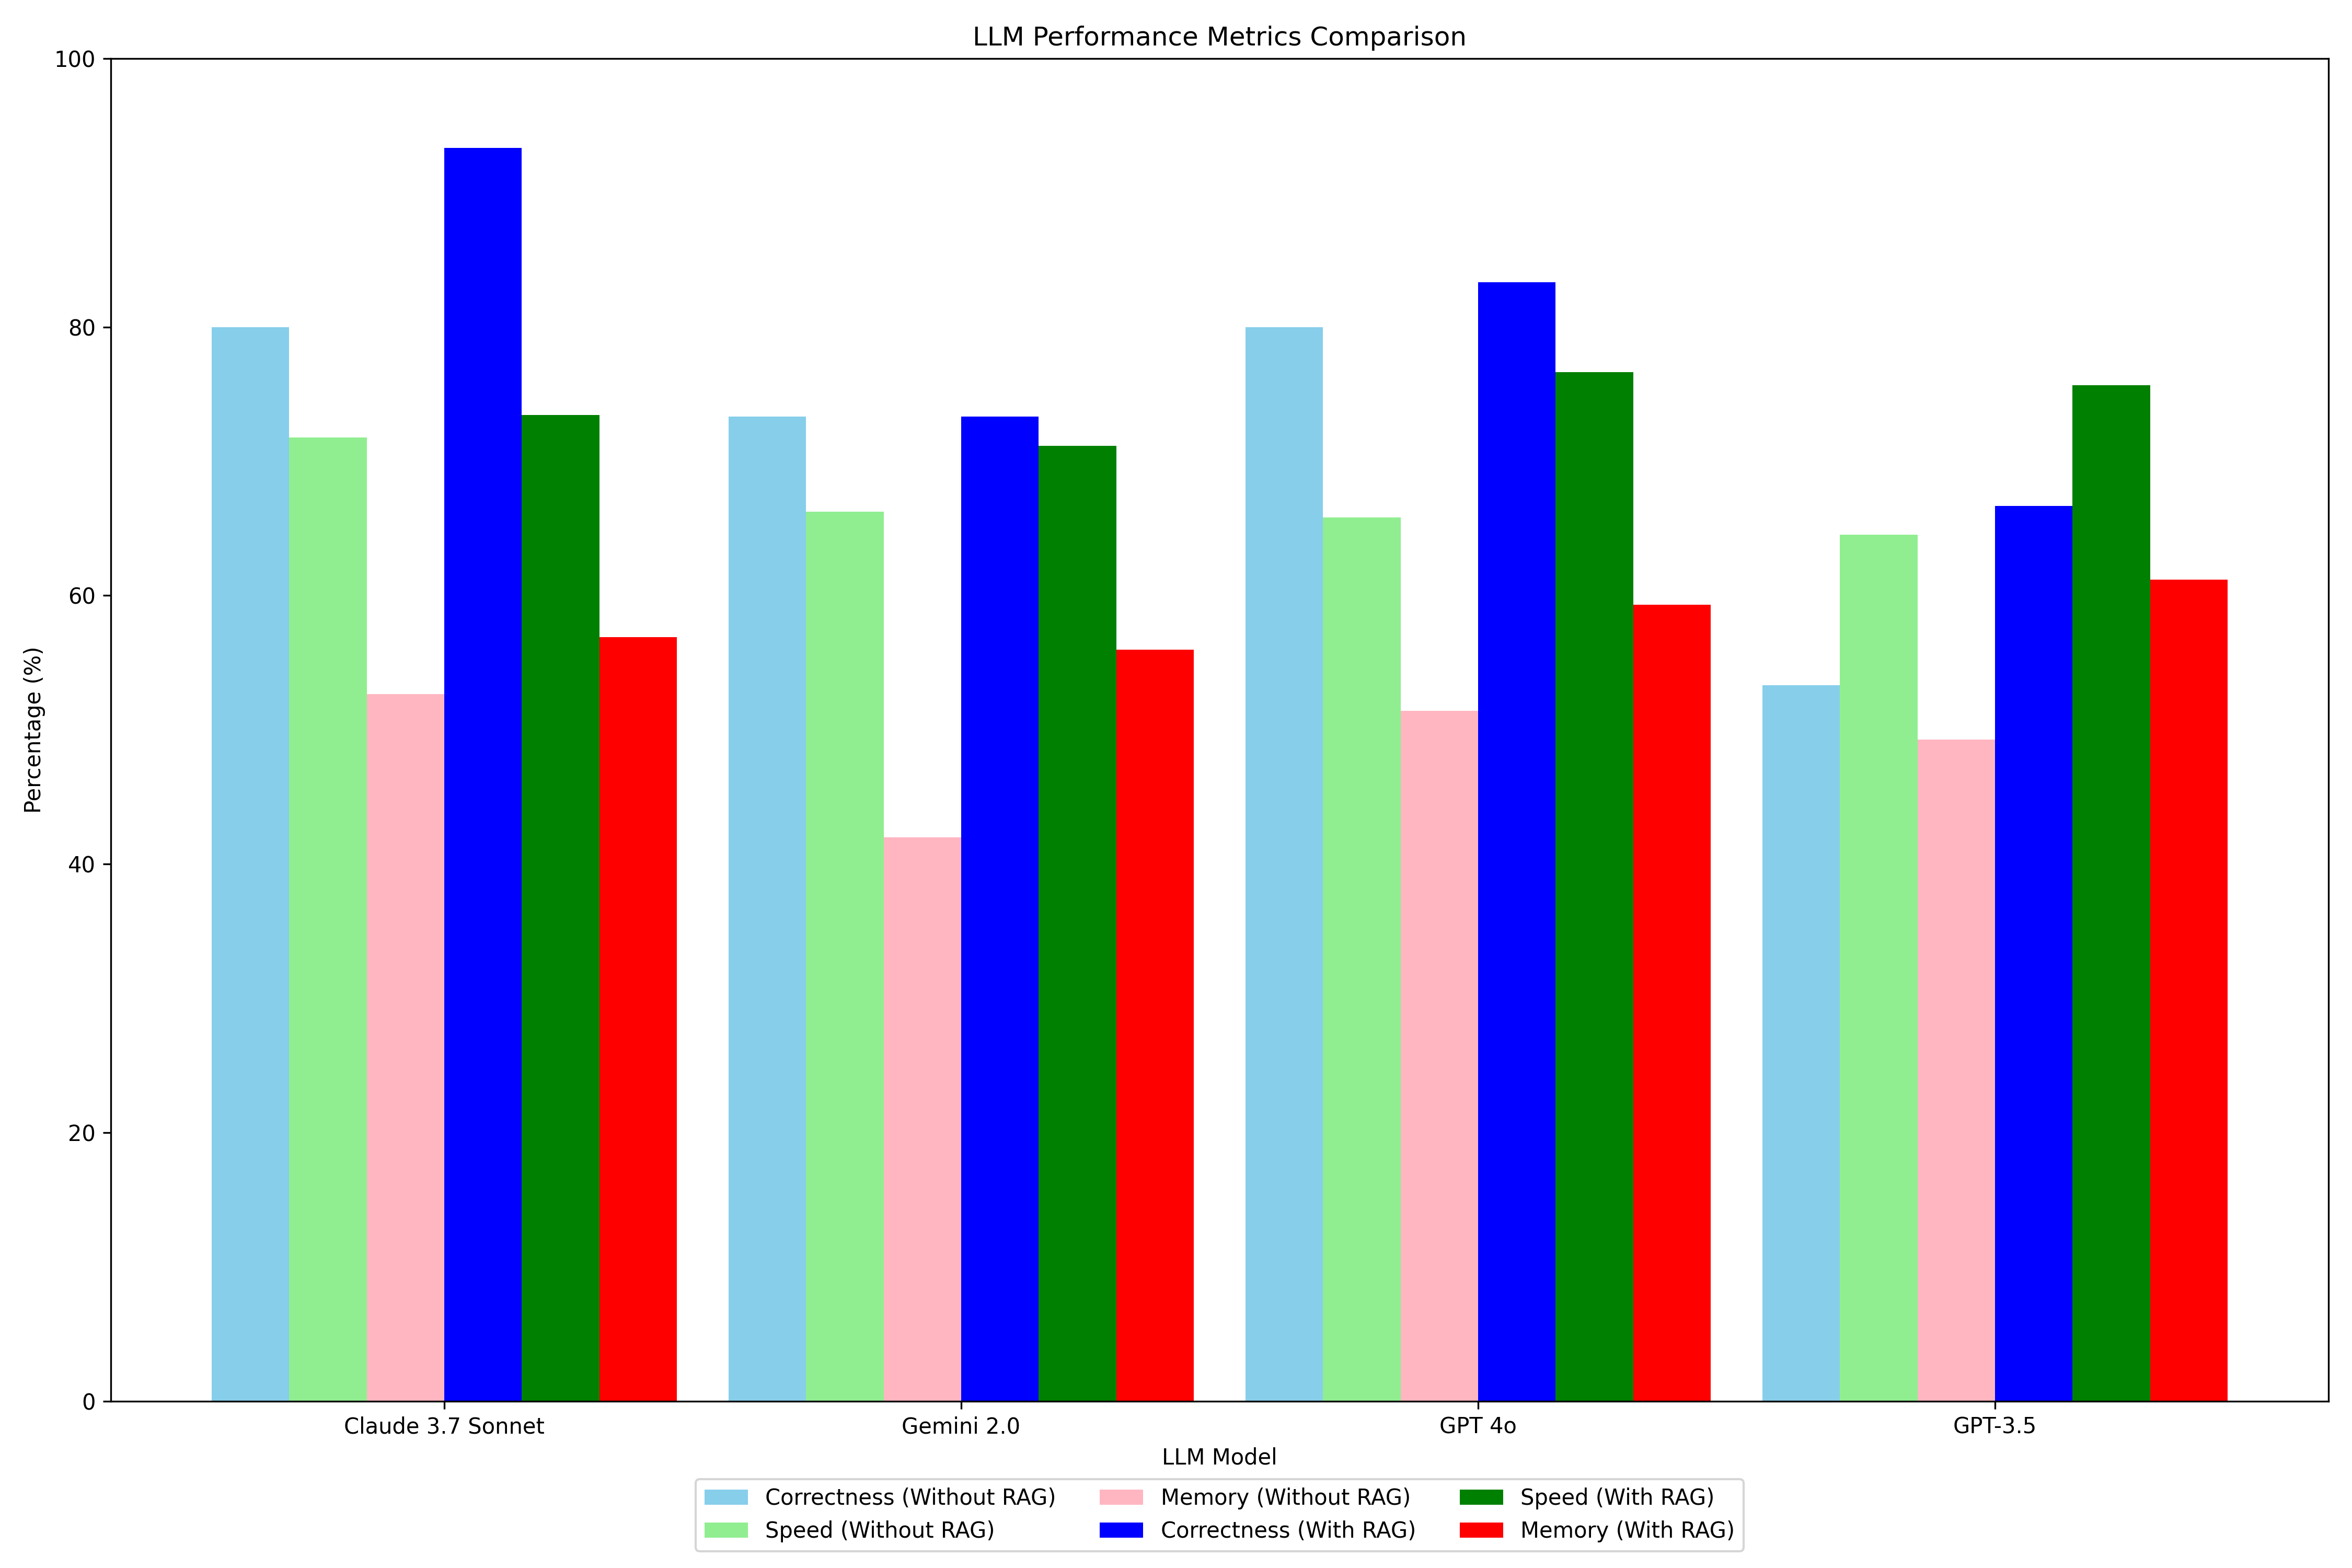 LLM Performance Metrics Comparison
100
80
60
40
20
0
Percentage (%)
Claude 3.7 Sonnet
Gemini 2.0
GPT 4o
GPT-3.5
LLM Model
Correctness (Without RAG)
Speed (Without RAG)
Memory (Without RAG)
Correctness (With RAG)
Speed (With RAG)
Memory (With RAG)